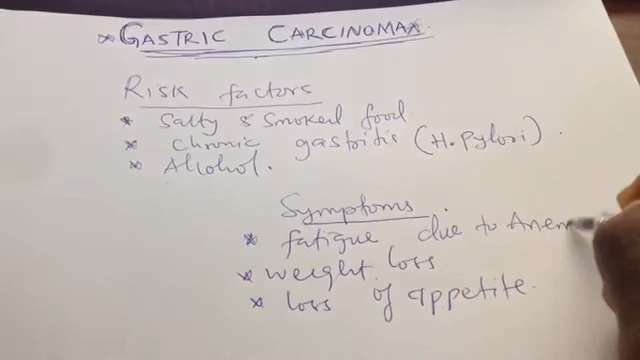 * GASTRIC CARCINOMA *
Risk factors
* Salty & Smoked food
* Chronic gastritis (H. Pylori).
* Alcohol.
Symptoms
* fatigue due to Anem
* weight loss
* loss of appetite.